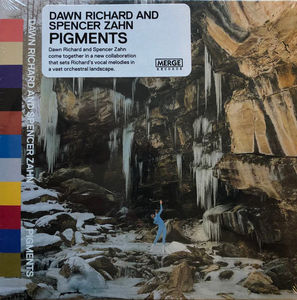 DAWN RICHARD AND
SPENCER ZAHN
PIGMENTS
Dawn Richard and Spencer Zahn
come together in a new collaboration
that sets Richard's vocal melodies in
a vast orchestral landscape.
MERGE
RECORDS
DAWN RICHARD AND SPENCER ZAHN
PIGMENTS